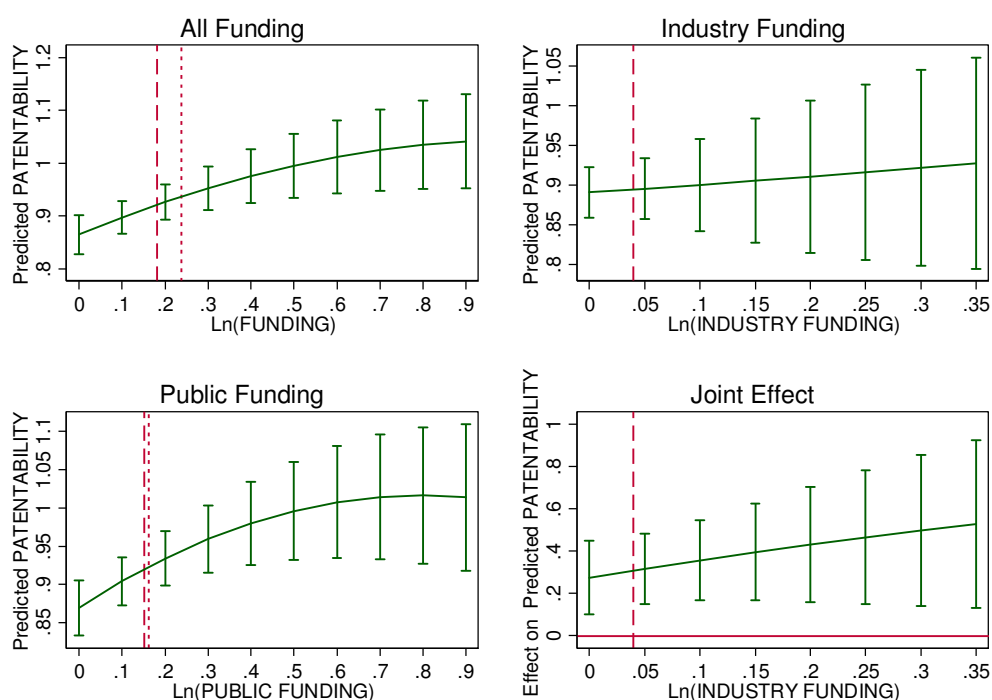 All Funding
Predicted PATENTABILITY
1.2
1.1
1
.9
.8
0 .1 .2 .3 .4 .5 .6 .7 .8 .9
Ln(FUNDING)
Industry Funding
Predicted PATENTABILITY
1.05
1
.95
.9
.85
.8
0 .05 .1 .15 .2 .25 .3 .35
Ln(INDUSTRY FUNDING)
Public Funding
Predicted PATENTABILITY
1.1
1.05
1
.95
.9
.85
0 .1 .2 .3 .4 .5 .6 .7 .8 .9
Ln(PUBLIC FUNDING)
Joint Effect
Effect on Predicted PATENTABILITY
1
.8
.6
.4
.2
0
0 .05 .1 .15 .2 .25 .3 .35
Ln(INDUSTRY FUNDING)